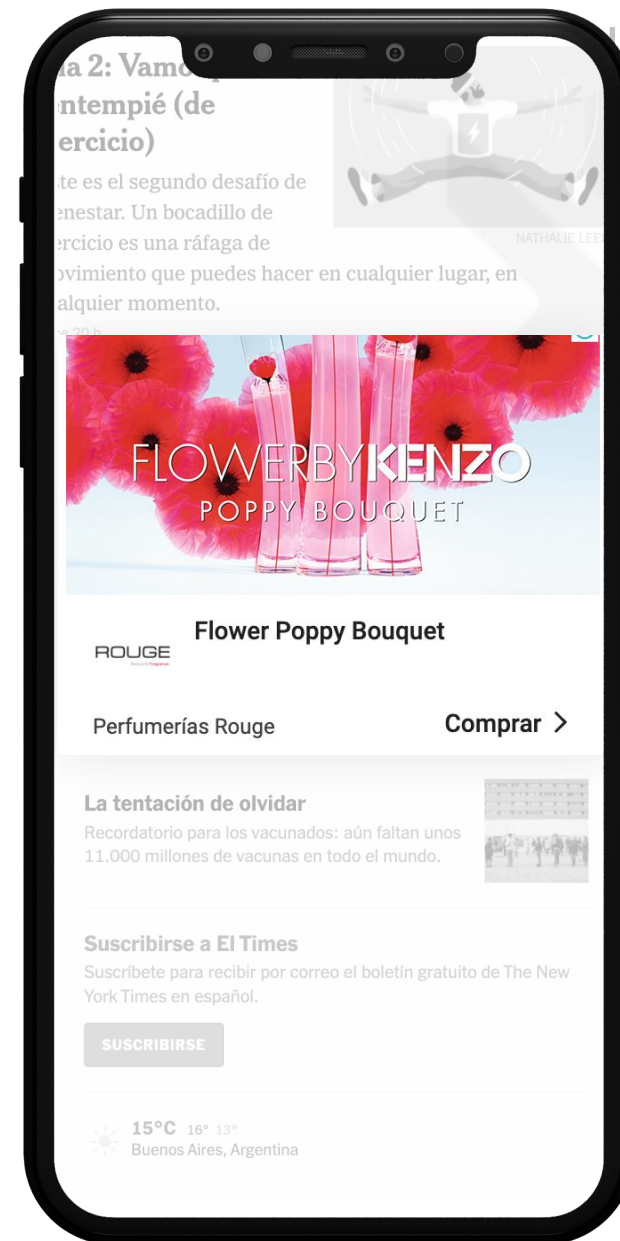 ía 2: Vamo
entempié (de
ercicio)
ste es el segundo desafío de
enestar. Un bocadillo de
ercicio es una ráfaga de
ovimiento que puedes hacer en cualquier lugar, en
alquier momento.
NATHALIE LEE
20 h
FLOWERBYKENZO
POPPY BOUQUET
ROUGE
Flower Poppy Bouquet
Perfumerías Rouge
Comprar
La tentación de olvidar
Recordatorio para los vacunados: aún faltan unos
11.000 millones de vacunas en todo el mundo.
Suscribirse a El Times
Suscríbete para recibir por correo el boletín gratuito de The New
York Times en español.
SUSCRIBIRSE
15°C 16° 13°
Buenos Aires, Argentina